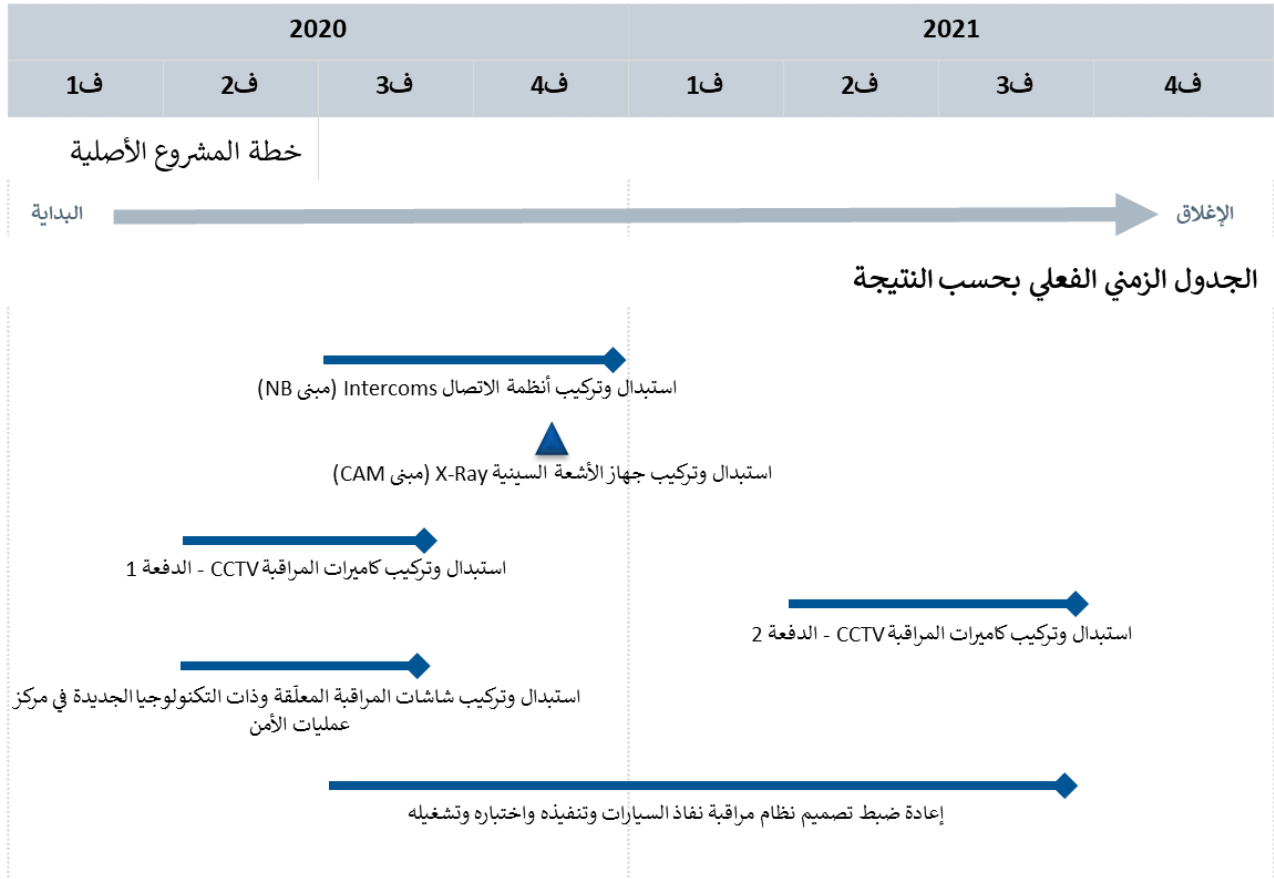 2020
2021
ف1
ف2
ف3
ف4
ف1
ف2
ف3
ف4
خطة المشروع الأصلية
البداية
الإغلاق
الجدول الزمني الفعلي بحسب النتيجة
استبدال وتركيب أنظمة الاتصال Intercoms (مبنى NB)
استبدال وتركيب جهاز الأشعة السينية X-Ray (مبنى CAM)
استبدال وتركيب كاميرات المراقبة CCTV - الدفعة 1
استبدال وتركيب كاميرات المراقبة CCTV - الدفعة 2
استبدال وتركيب شاشات المراقبة المعلّقة وذات التكنولوجيا الجديدة في مركز
عمليات الأمن
إعادة ضبط تصميم نظام مراقبة نفاذ السيارات وتنفيذه واختباره وتشغيله